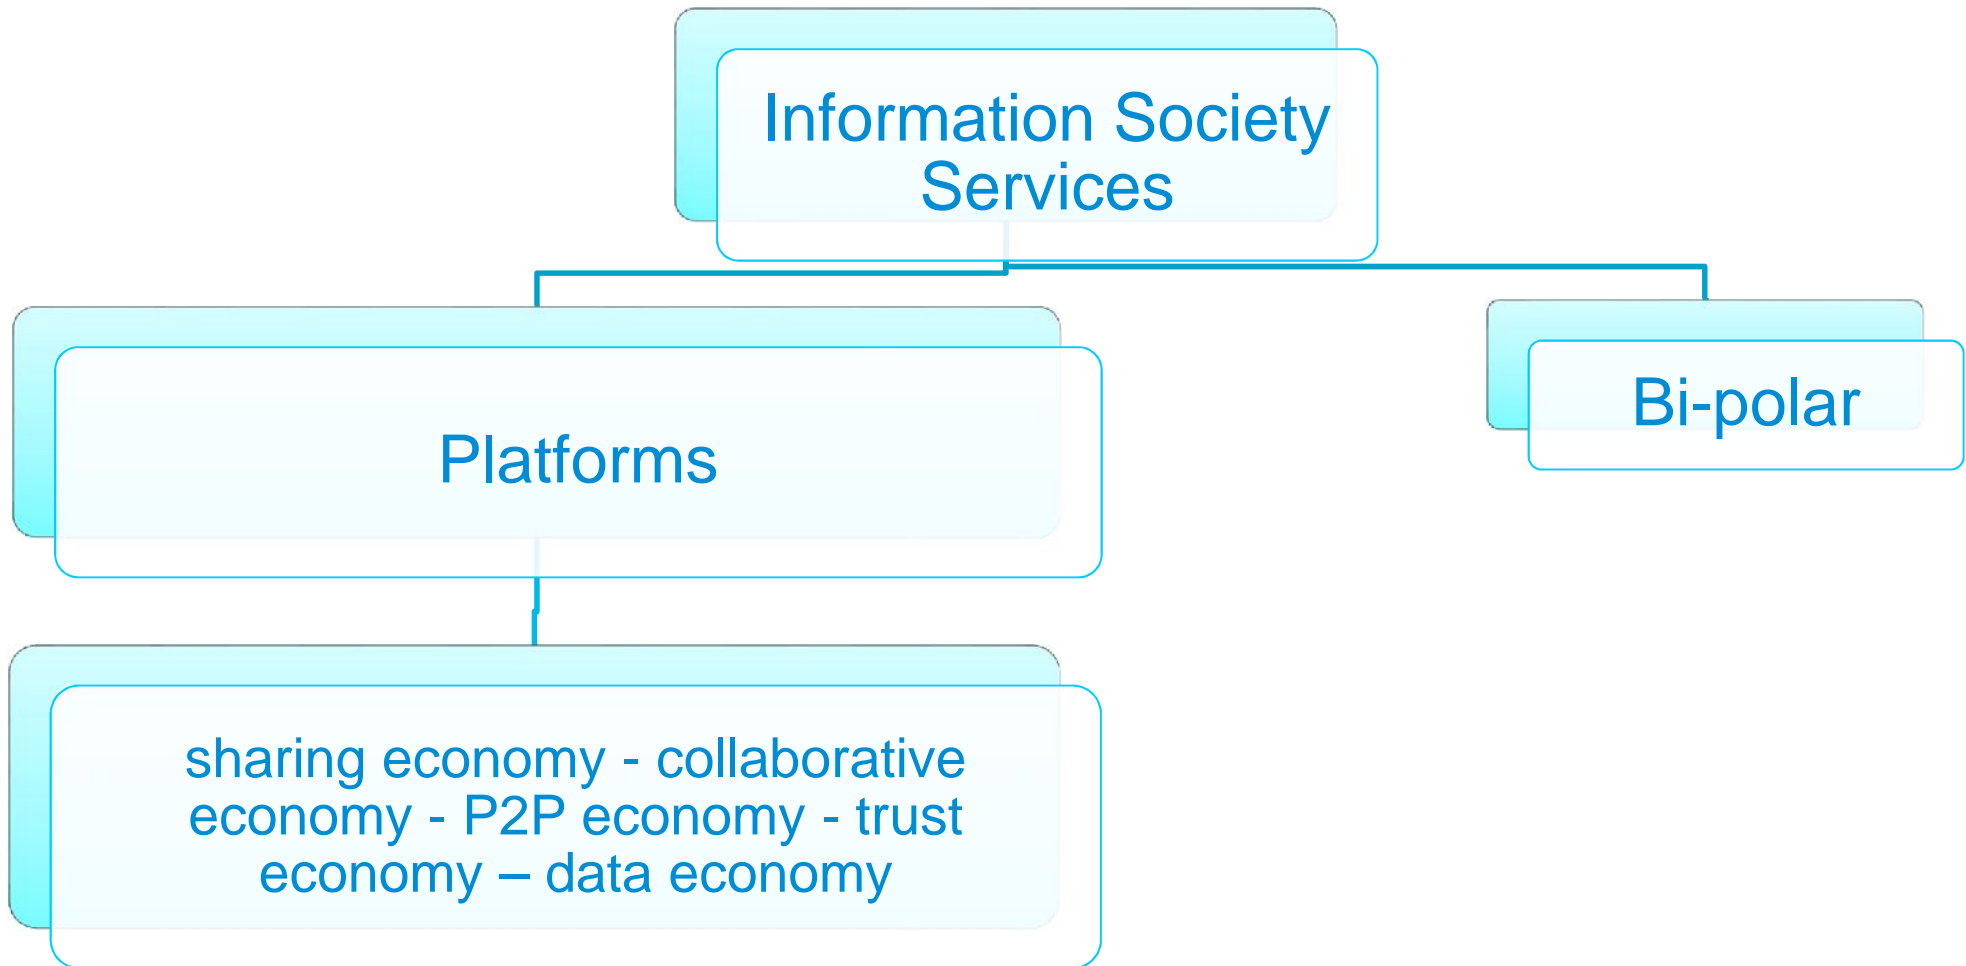 Information Society
Services
Platforms
Bi-polar
sharing economy - collaborative
economy - P2P economy - trust
economy – data economy